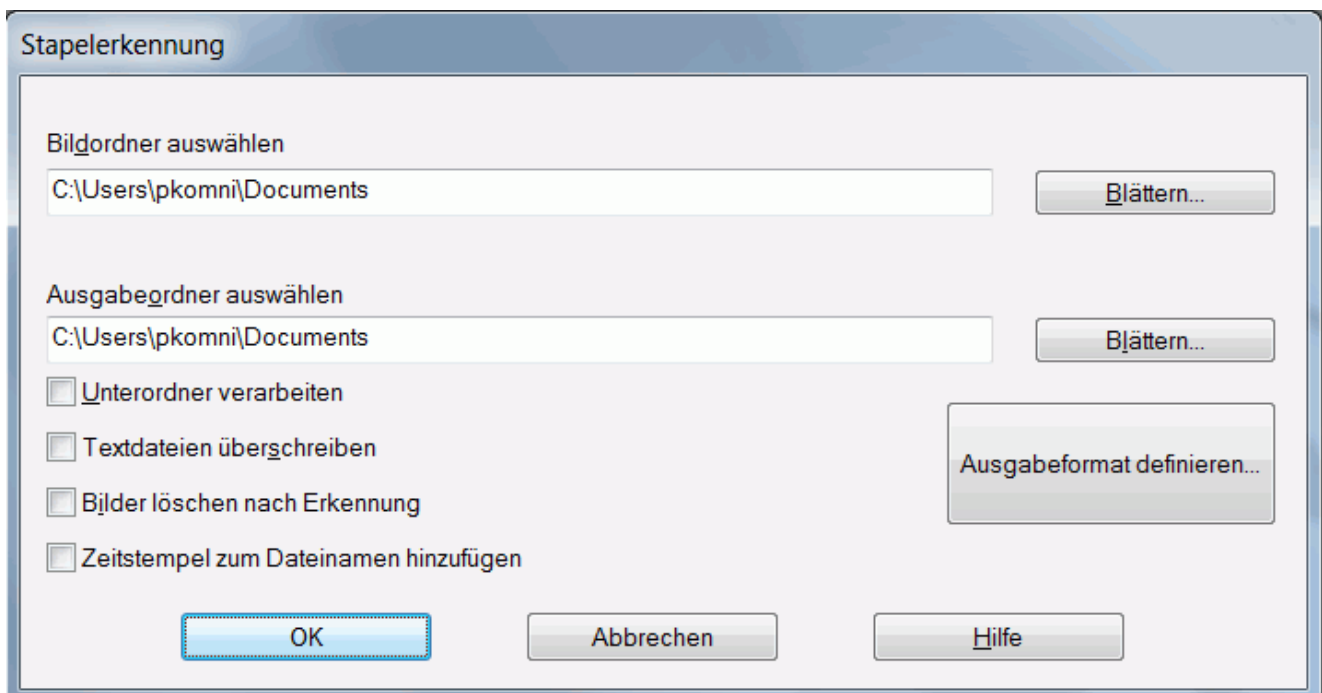 Stapelerkennung
Bildordner auswählen
C:\Users\pkomni\Documents
Blättern...
Ausgabeordner auswählen
C:\Users\pkomni\Documents
Blättern...
Unterordner verarbeiten
Textdateien überschreiben
Ausgabeformat definieren...
Bilder löschen nach Erkennung
Zeitstempel zum Dateinamen hinzufügen
OK
Abbrechen
Hilfe